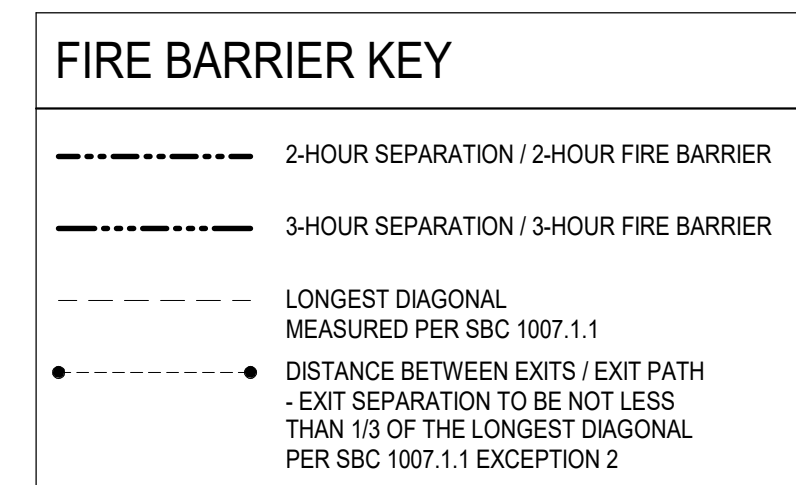 FIRE BARRIER KEY
2-HOUR SEPARATION / 2-HOUR FIRE BARRIER
3-HOUR SEPARATION / 3-HOUR FIRE BARRIER
LONGEST DIAGONAL
MEASURED PER SBC 1007.1.1
DISTANCE BETWEEN EXITS / EXIT PATH
- EXIT SEPARATION TO BE NOT LESS
THAN 1/3 OF THE LONGEST DIAGONAL
PER SBC 1007.1.1 EXCEPTION 2